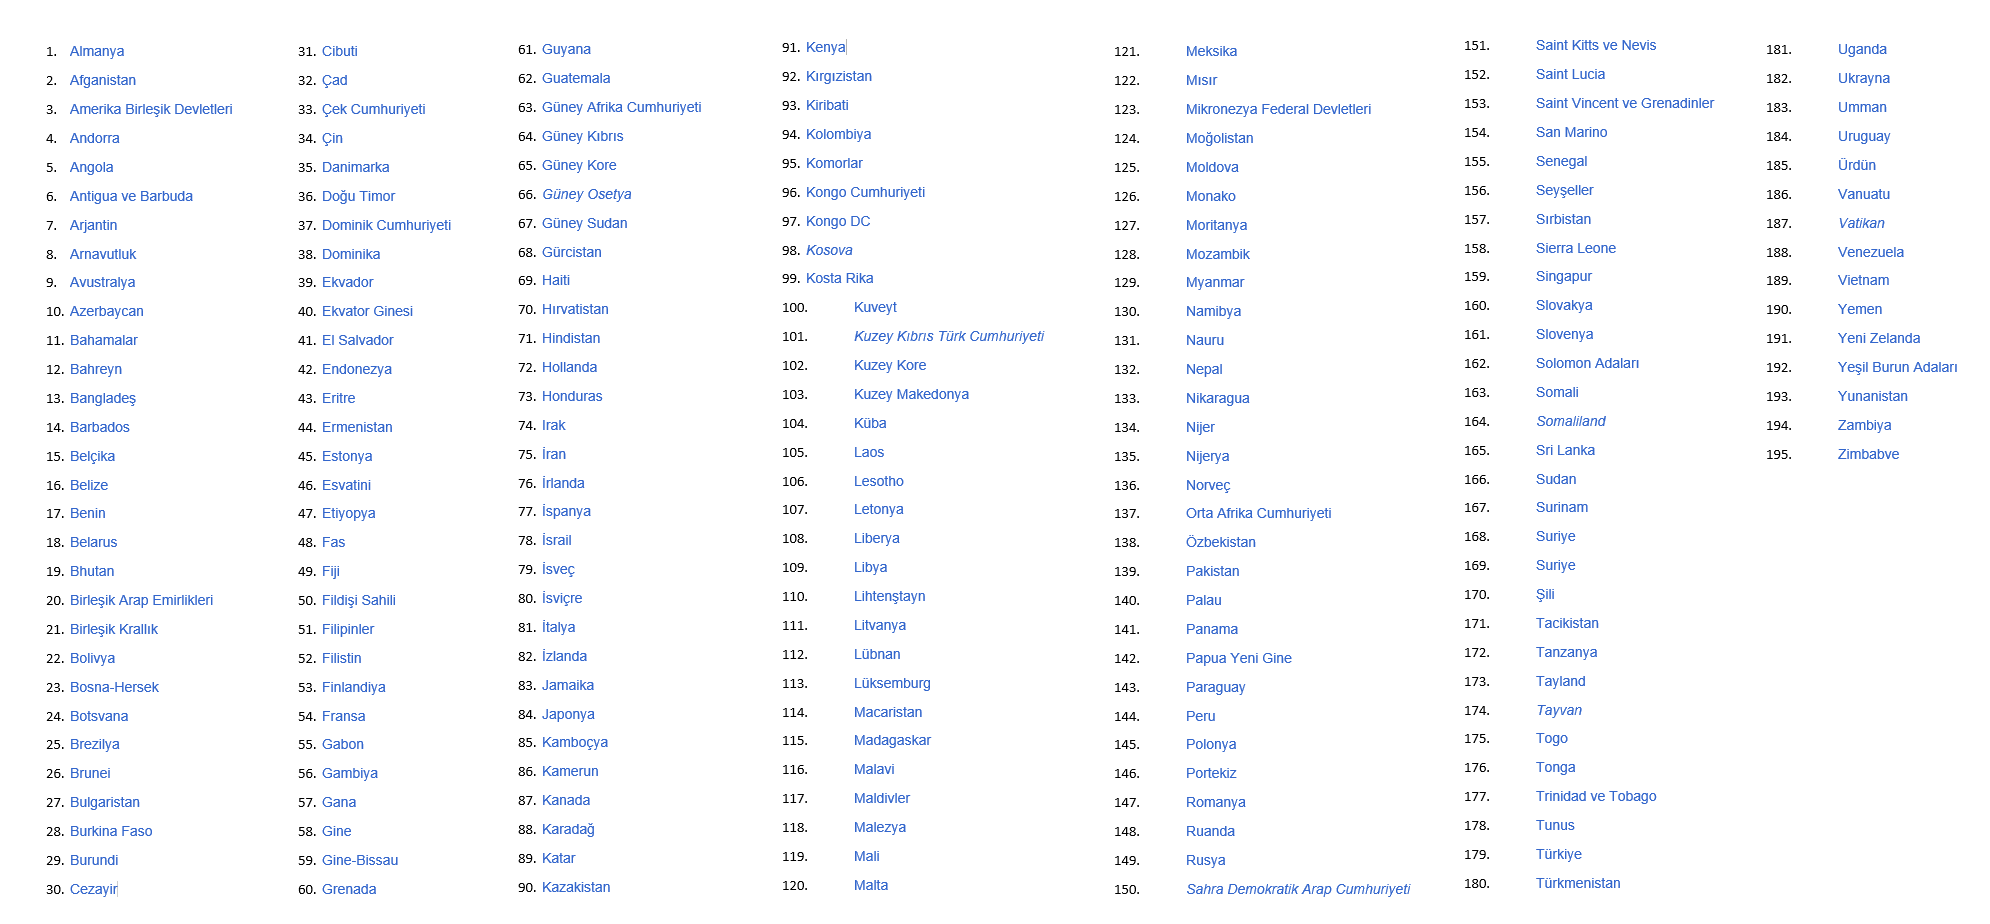 1. Almanya
2. Afganistan
3. Amerika Birleşik Devletleri
4. Andorra
5. Angola
6. Antigua ve Barbuda
7. Arjantin
8. Arnavutluk
9. Avustralya
10. Azerbaycan
11. Bahamalar
12. Bahreyn
13. Bangladeş
14. Barbados
15. Belçika
16. Belize
17. Benin
18. Belarus
19. Bhutan
20. Birleşik Arap Emirlikleri
21. Birleşik Krallık
22. Bolivya
23. Bosna-Hersek
24. Botsvana
25. Brezilya
26. Brunei
27. Bulgaristan
28. Burkina Faso
29. Burundi
30. Cezayir
31. Cibuti
32. Çad
33. Çek Cumhuriyeti
34. Çin
35. Danimarka
36. Doğu Timor
37. Dominik Cumhuriyeti
38. Dominika
39. Ekvador
40. Ekvator Ginesi
41. El Salvador
42. Endonezya
43. Eritre
44. Ermenistan
45. Estonya
46. Esvatini
47. Etiyopya
48. Fas
49. Fiji
50. Fildişi Sahili
51. Filipinler
52. Filistin
53. Finlandiya
54. Fransa
55. Gabon
56. Gambiya
57. Gana
58. Gine
59. Gine-Bissau
60. Grenada
61. Guyana
62. Guatemala
63. Güney Afrika Cumhuriyeti
64. Güney Kıbrıs
65. Güney Kore
66. Güney Osetya
67. Güney Sudan
68. Gürcistan
69. Haiti
70. Hırvatistan
71. Hindistan
72. Hollanda
73. Honduras
74. Irak
75. İran
76. İrlanda
77. İspanya
78. İsrail
79. İsveç
80. İsviçre
81. İtalya
82. İzlanda
83. Jamaika
84. Japonya
85. Kamboçya
86. Kamerun
87. Kanada
88. Karadağ
89. Katar
90. Kazakistan
91. Kenya
92. Kırgızistan
93. Kiribati
94. Kolombiya
95. Komorlar
96. Kongo Cumhuriyeti
97. Kongo DC
98. Kosova
99. Kosta Rika
100. Kuveyt
101. Kuzey Kıbrıs Türk Cumhuriyeti
102. Kuzey Kore
103. Kuzey Makedonya
104. Küba
105. Laos
106. Lesotho
107. Letonya
108. Liberya
109. Libya
110. Lihtenştayn
111. Litvanya
112. Lübnan
113. Lüksemburg
114. Macaristan
115. Madagaskar
116. Malavi
117. Maldivler
118. Malezya
119. Mali
120. Malta
121. Meksika
122. Mısır
123. Mikronezya Federal Devletleri
124. Moğolistan
125. Moldova
126. Monako
127. Moritanya
128. Mozambik
129. Myanmar
130. Namibya
131. Nauru
132. Nepal
133. Nikaragua
134. Nijer
135. Nijerya
136. Norveç
137. Orta Afrika Cumhuriyeti
138. Özbekistan
139. Pakistan
140. Palau
141. Panama
142. Papua Yeni Gine
143. Paraguay
144. Peru
145. Polonya
146. Portekiz
147. Romanya
148. Ruanda
149. Rusya
150. Sahra Demokratik Arap Cumhuriyeti
151. Saint Kitts ve Nevis
152. Saint Lucia
153. Saint Vincent ve Grenadinler
154. San Marino
155. Senegal
156. Seyşeller
157. Sırbistan
158. Sierra Leone
159. Singapur
160. Slovakya
161. Slovenya
162. Solomon Adaları
163. Somali
164. Somaliland
165. Sri Lanka
166. Sudan
167. Surinam
168. Suriye
169. Suriye
170. Şili
171. Tacikistan
172. Tanzanya
173. Tayland
174. Tayvan
175. Togo
176. Tonga
177. Trinidad ve Tobago
178. Tunus
179. Türkiye
180. Türkmenistan
181. Uganda
182. Ukrayna
183. Umman
184. Uruguay
185. Ürdün
186. Vanuatu
187. Vatikan
188. Venezuela
189. Vietnam
190. Yemen
191. Yeni Zelanda
192. Yeşil Burun Adaları
193. Yunanistan
194. Zambiya
195. Zimbabve